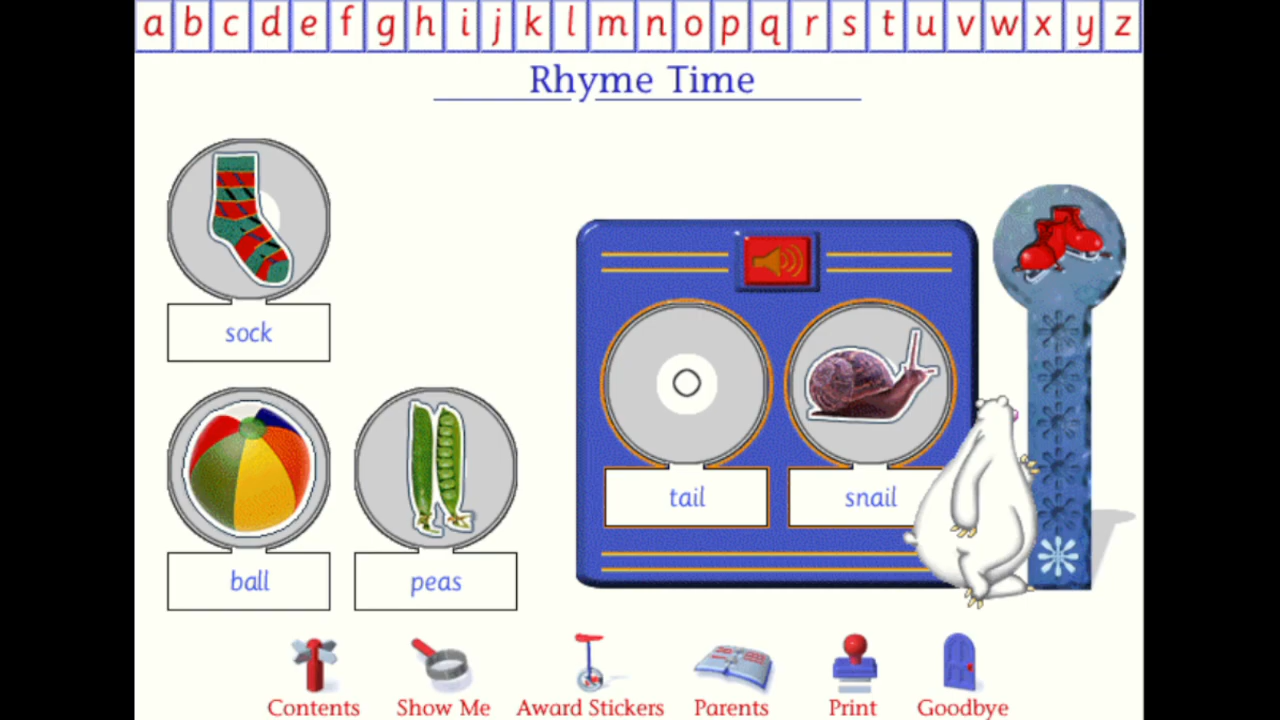 a b c d e f g h i j k l m n o p q r s t u v w x y z
Rhyme Time
sock
tail snail
ball peas
Contents Show Me Award Stickers Parents Print Goodbye